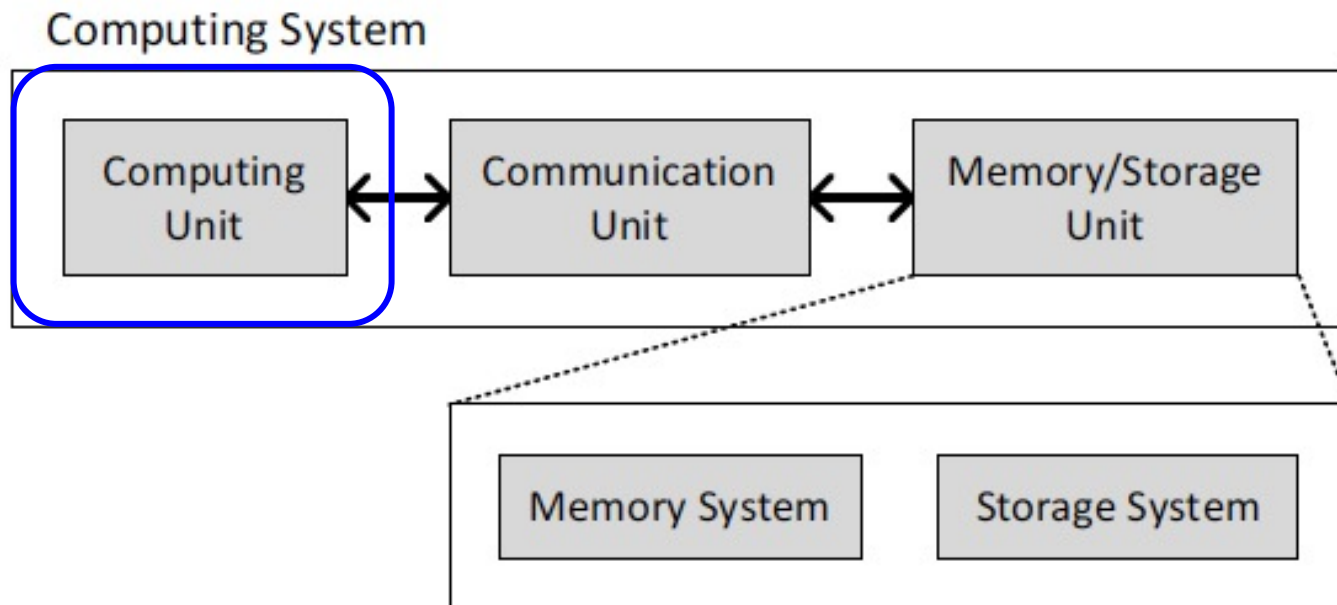 Computing System
Computing
Unit
Communication
Unit
Memory/Storage
Unit
Memory System
Storage System